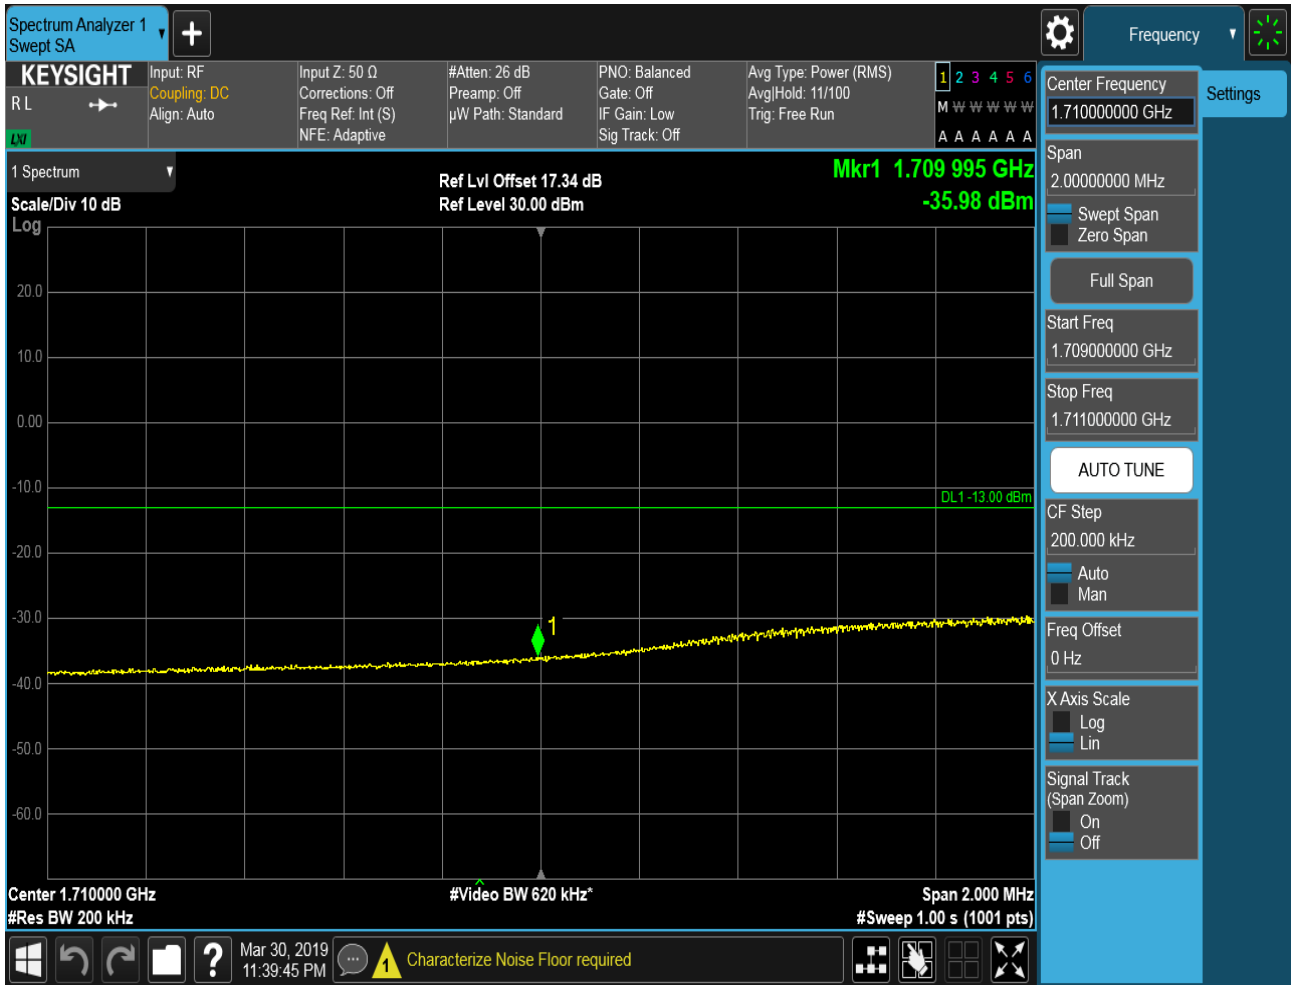 Spectrum Analyzer 1
Swept SA
Frequency
KEYSIGHT
R L
LXI
Input: RF
Coupling: DC
Align: Auto
Input Z: 50 Ω
Corrections: Off
Freq Ref: Int (S)
NFE: Adaptive
#Atten: 26 dB
Preamp: Off
µW Path: Standard
PNO: Balanced
Gate: Off
IF Gain: Low
Sig Track: Off
Avg Type: Power (RMS)
Avg|Hold: 11/100
Trig: Free Run
1 2 3 4 5 6
M W W W W W
A A A A A A
Center Frequency
1.710000000 GHz
Settings
1 Spectrum
Scale/Div 10 dB
Log
Ref Lvl Offset 17.34 dB
Ref Level 30.00 dBm
Mkr1 1.709 995 GHz
-35.98 dBm
20.0
10.0
0.00
-10.0
-20.0
-30.0
-40.0
-50.0
-60.0
DL1 -13.00 dBm
1
Span
2.00000000 MHz
Swept Span
Zero Span
Full Span
Start Freq
1.709000000 GHz
Stop Freq
1.711000000 GHz
AUTO TUNE
CF Step
200.000 kHz
Auto
Man
Freq Offset
0 Hz
X Axis Scale
Log
Lin
Signal Track
(Span Zoom)
On
Off
Center 1.710000 GHz
#Res BW 200 kHz
#Video BW 620 kHz*
Span 2.000 MHz
#Sweep 1.00 s (1001 pts)
?
Mar 30, 2019
11:39:45 PM
1
Characterize Noise Floor required